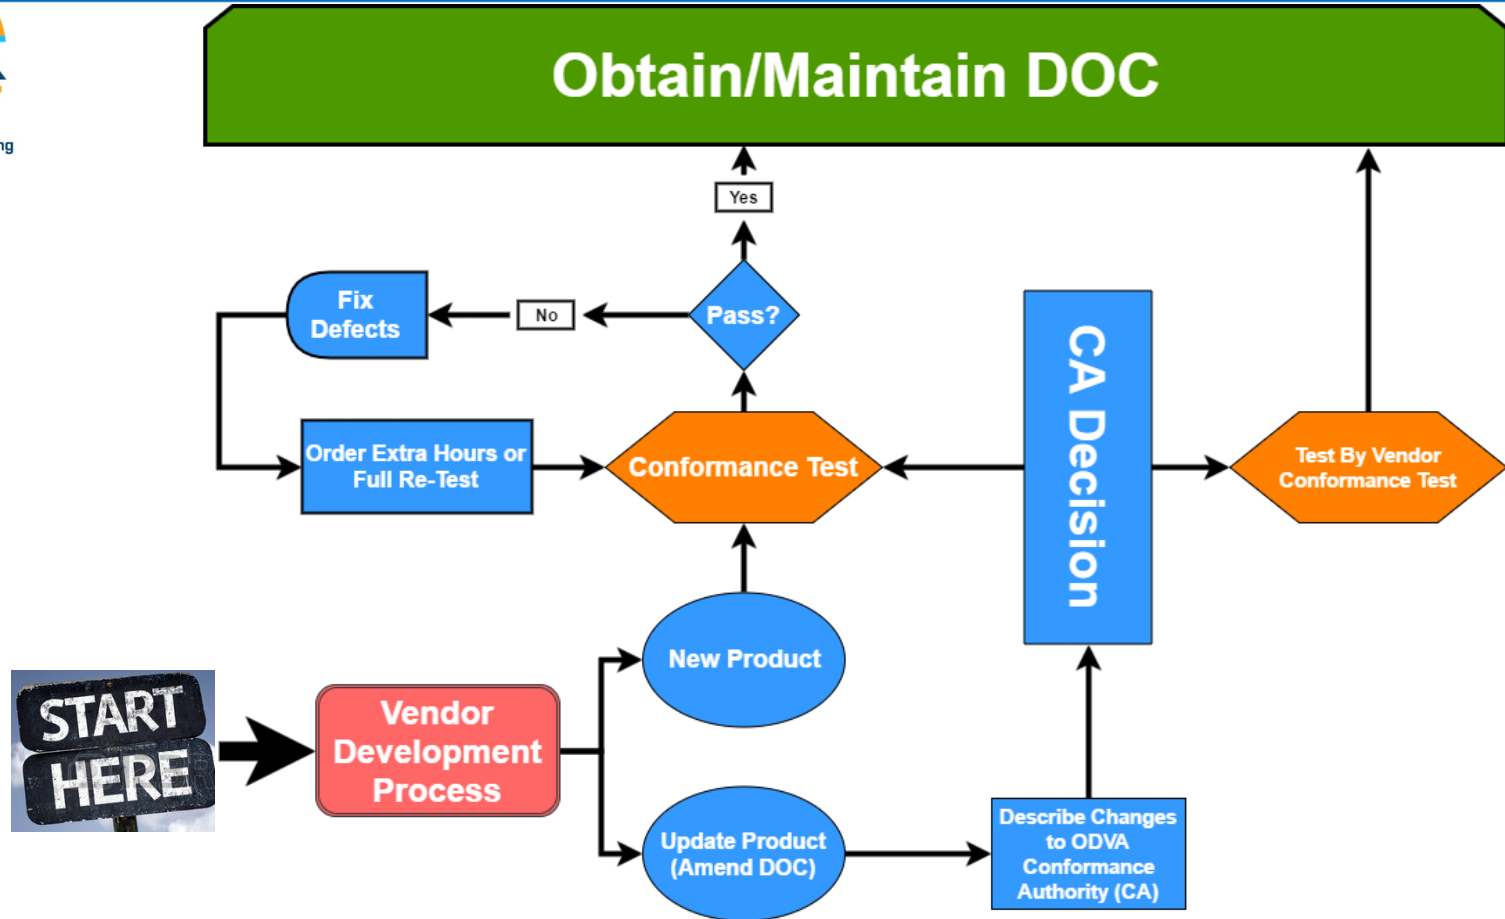 Obtain/Maintain DOC
ng
Yes
Fix
Defects
No
Pass?
Order Extra Hours or
Full Re-Test
Conformance Test
CA Decision
Test By Vendor
Conformance Test
New Product
START
HERE
Vendor
Development
Process
Update Product
(Amend DOC)
Describe Changes
to ODVA
Conformance
Authority (CA)